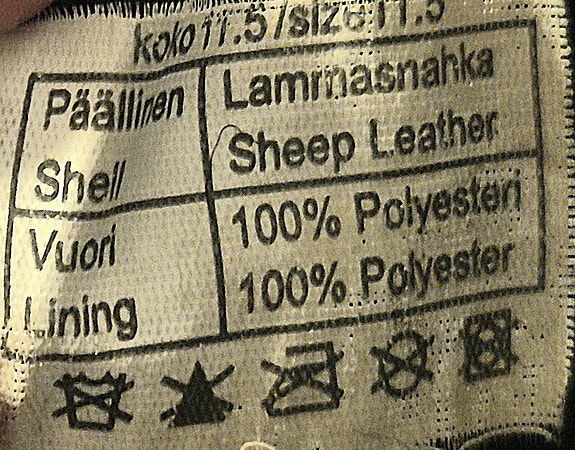 koko 11.5 / size 11.5
Päällinen Lammasnahka
Shell Sheep Leather
Vuori 100% Polyesteri
Lining 100% Polyester